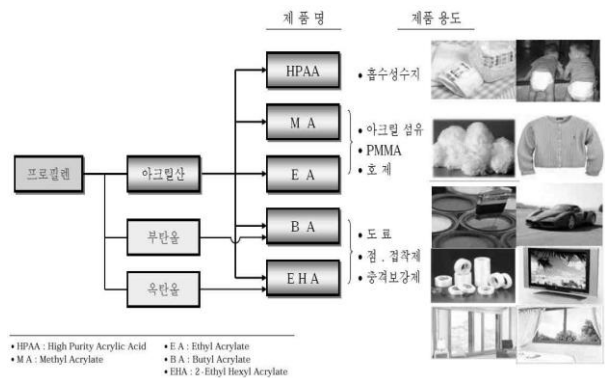 제 품 명
제품 용도
HPAA
• 흡수성수지
M A
• 아크릴 섬유
• PMMA
• 호 제
프로필렌
아크릴산
E A
부탄올
B A
• 도 료
• 점 . 접착제
• 충격보강제
옥탄올
EHA
• HPAA : High Purity Acrylic Acid
• M A : Methyl Acrylate
• E A : Ethyl Acrylate
• B A : Butyl Acrylate
• EHA : 2-Ethyl Hexyl Acrylate